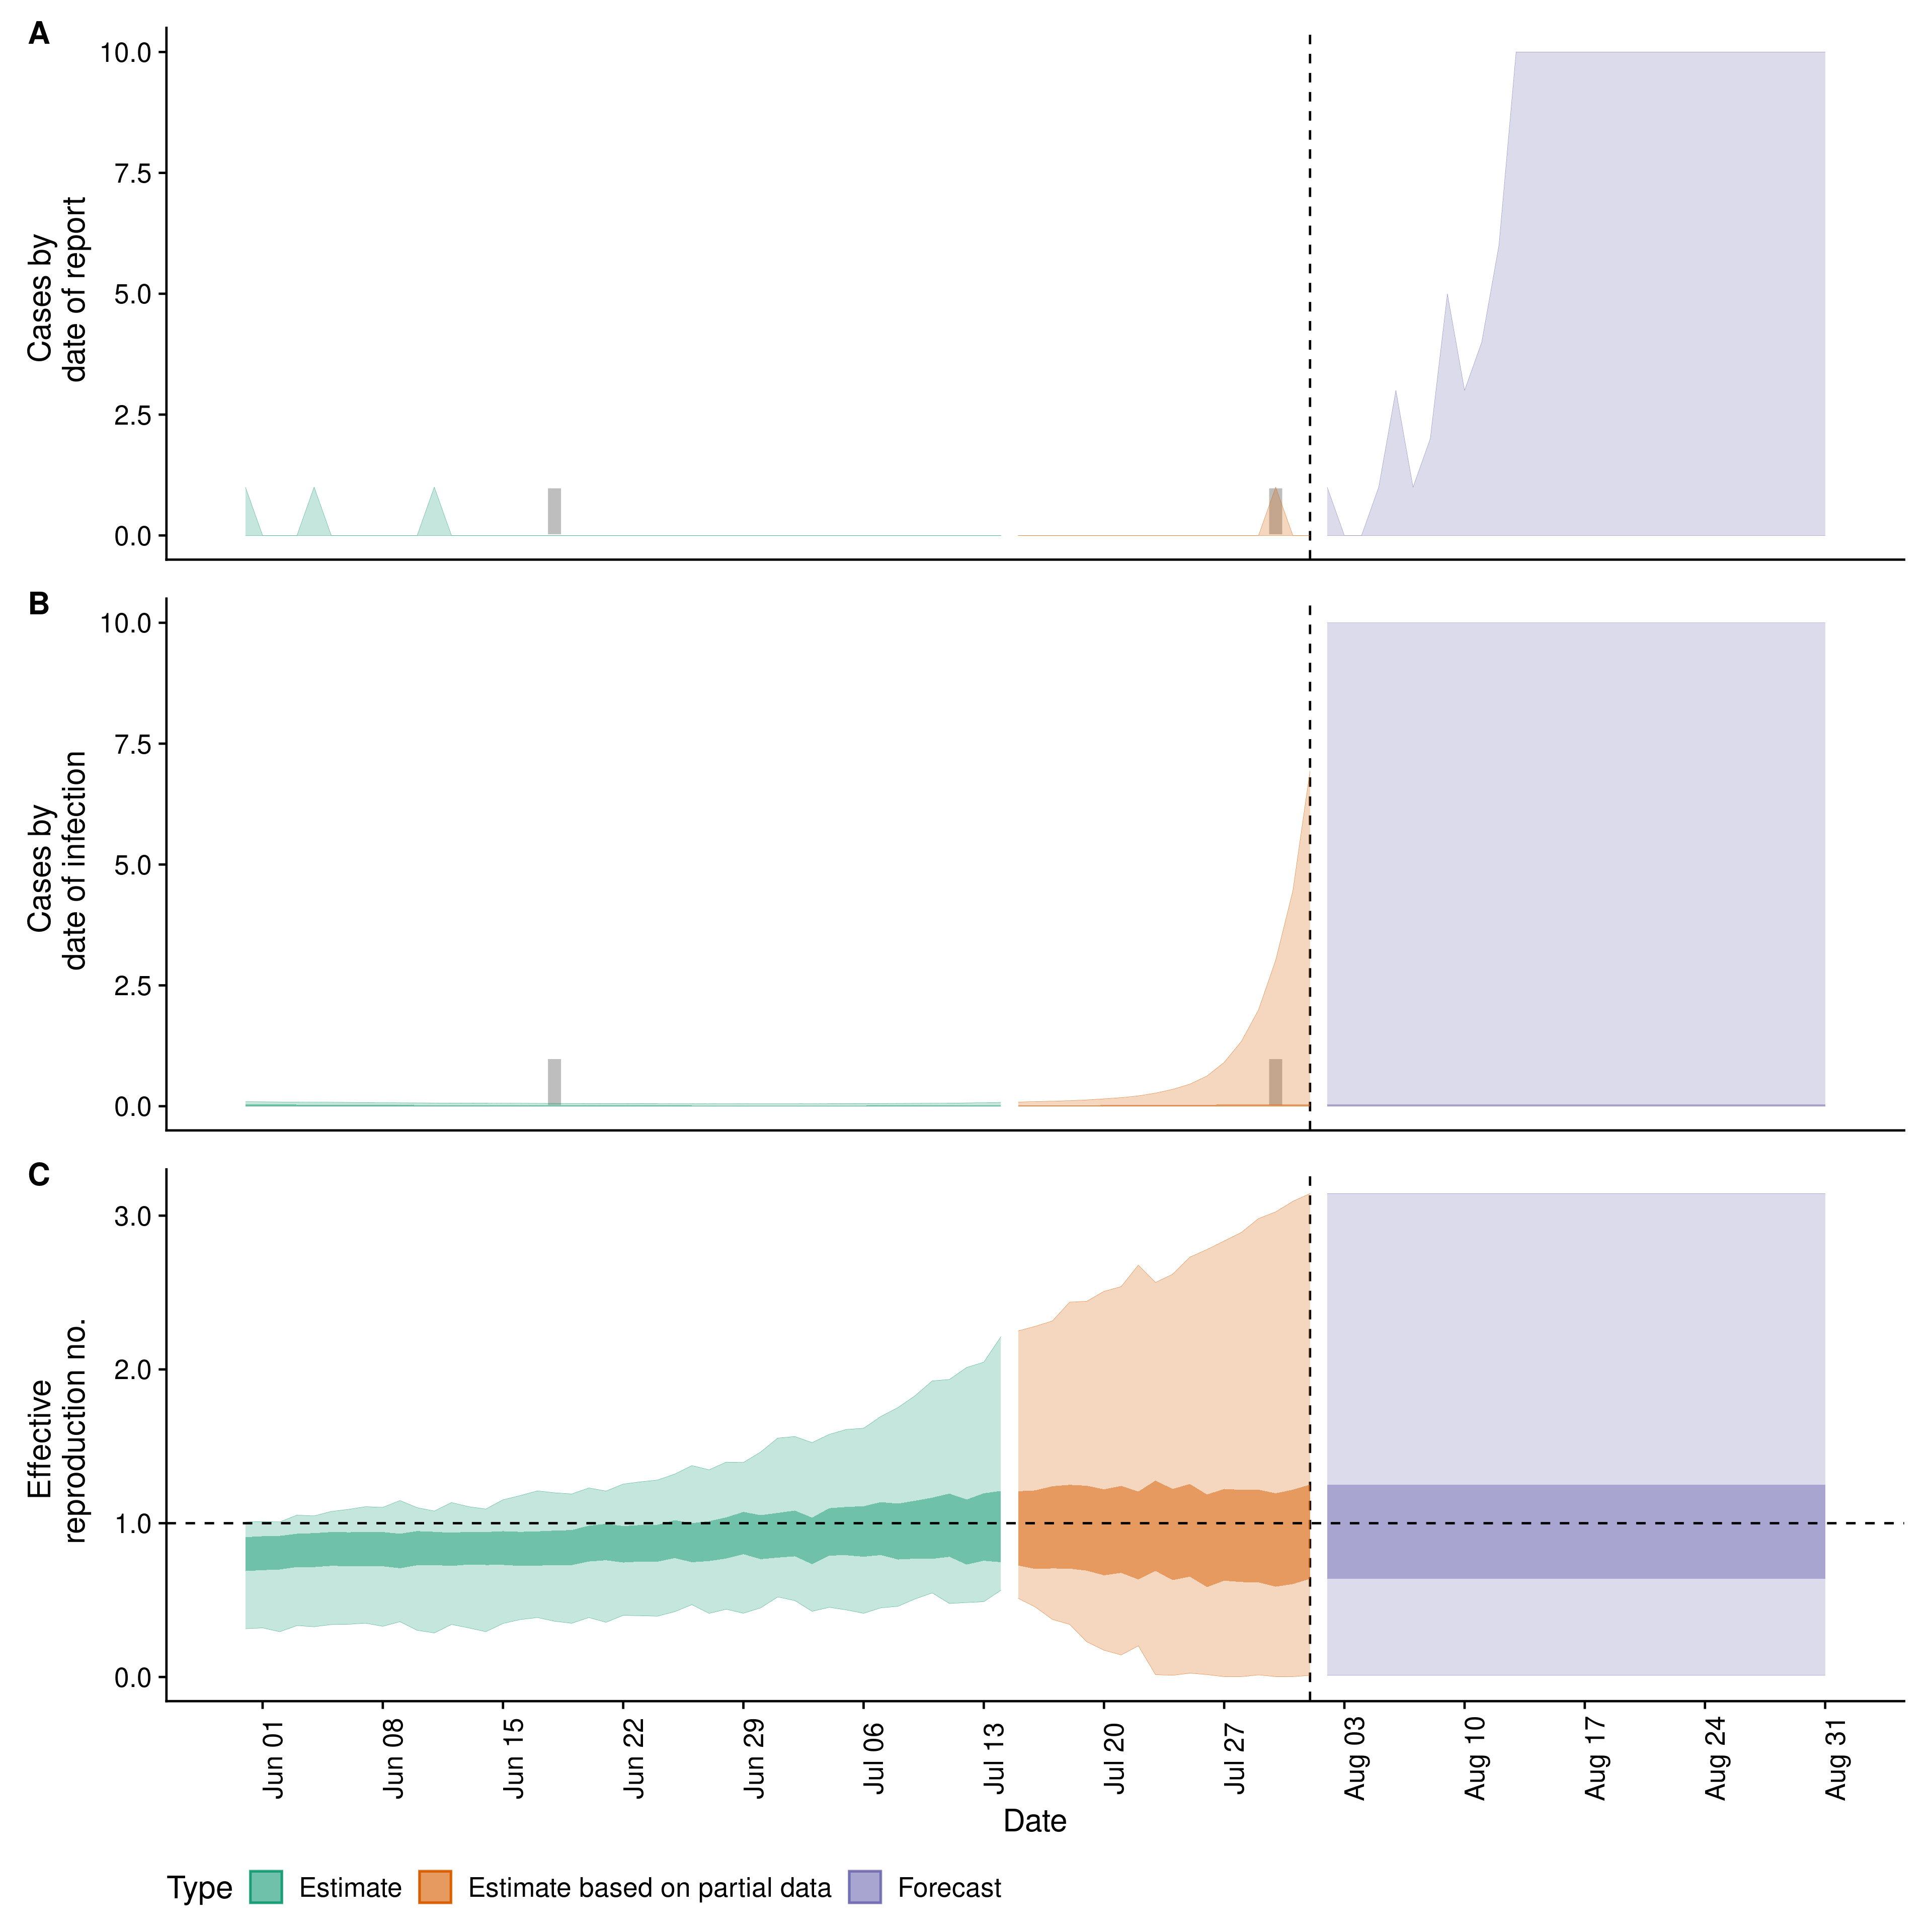 A
10.0
7.5
5.0
2.5
0.0
Cases by
date of report
B
10.0
7.5
5.0
2.5
0.0
Cases by
date of infection
C
3.0
2.0
1.0
0.0
Effective
reproduction no.
Jun 01
Jun 08
Jun 15
Jun 22
Jun 29
Jul 06
Jul 13
Jul 20
Jul 27
Aug 03
Aug 10
Aug 17
Aug 24
Aug 31
Date
Type Estimate Estimate based on partial data Forecast